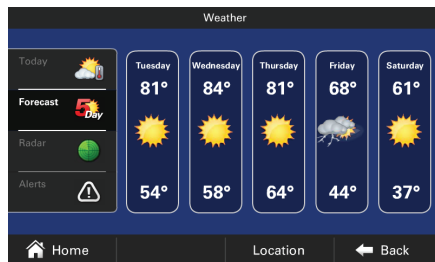 Weather
Today
Forecast
5 Day
Radar
Alerts
Tuesday
81°
54°
Wednesday
84°
58°
Thursday
81°
64°
Friday
68°
44°
Saturday
61°
37°
Home
Location
Back